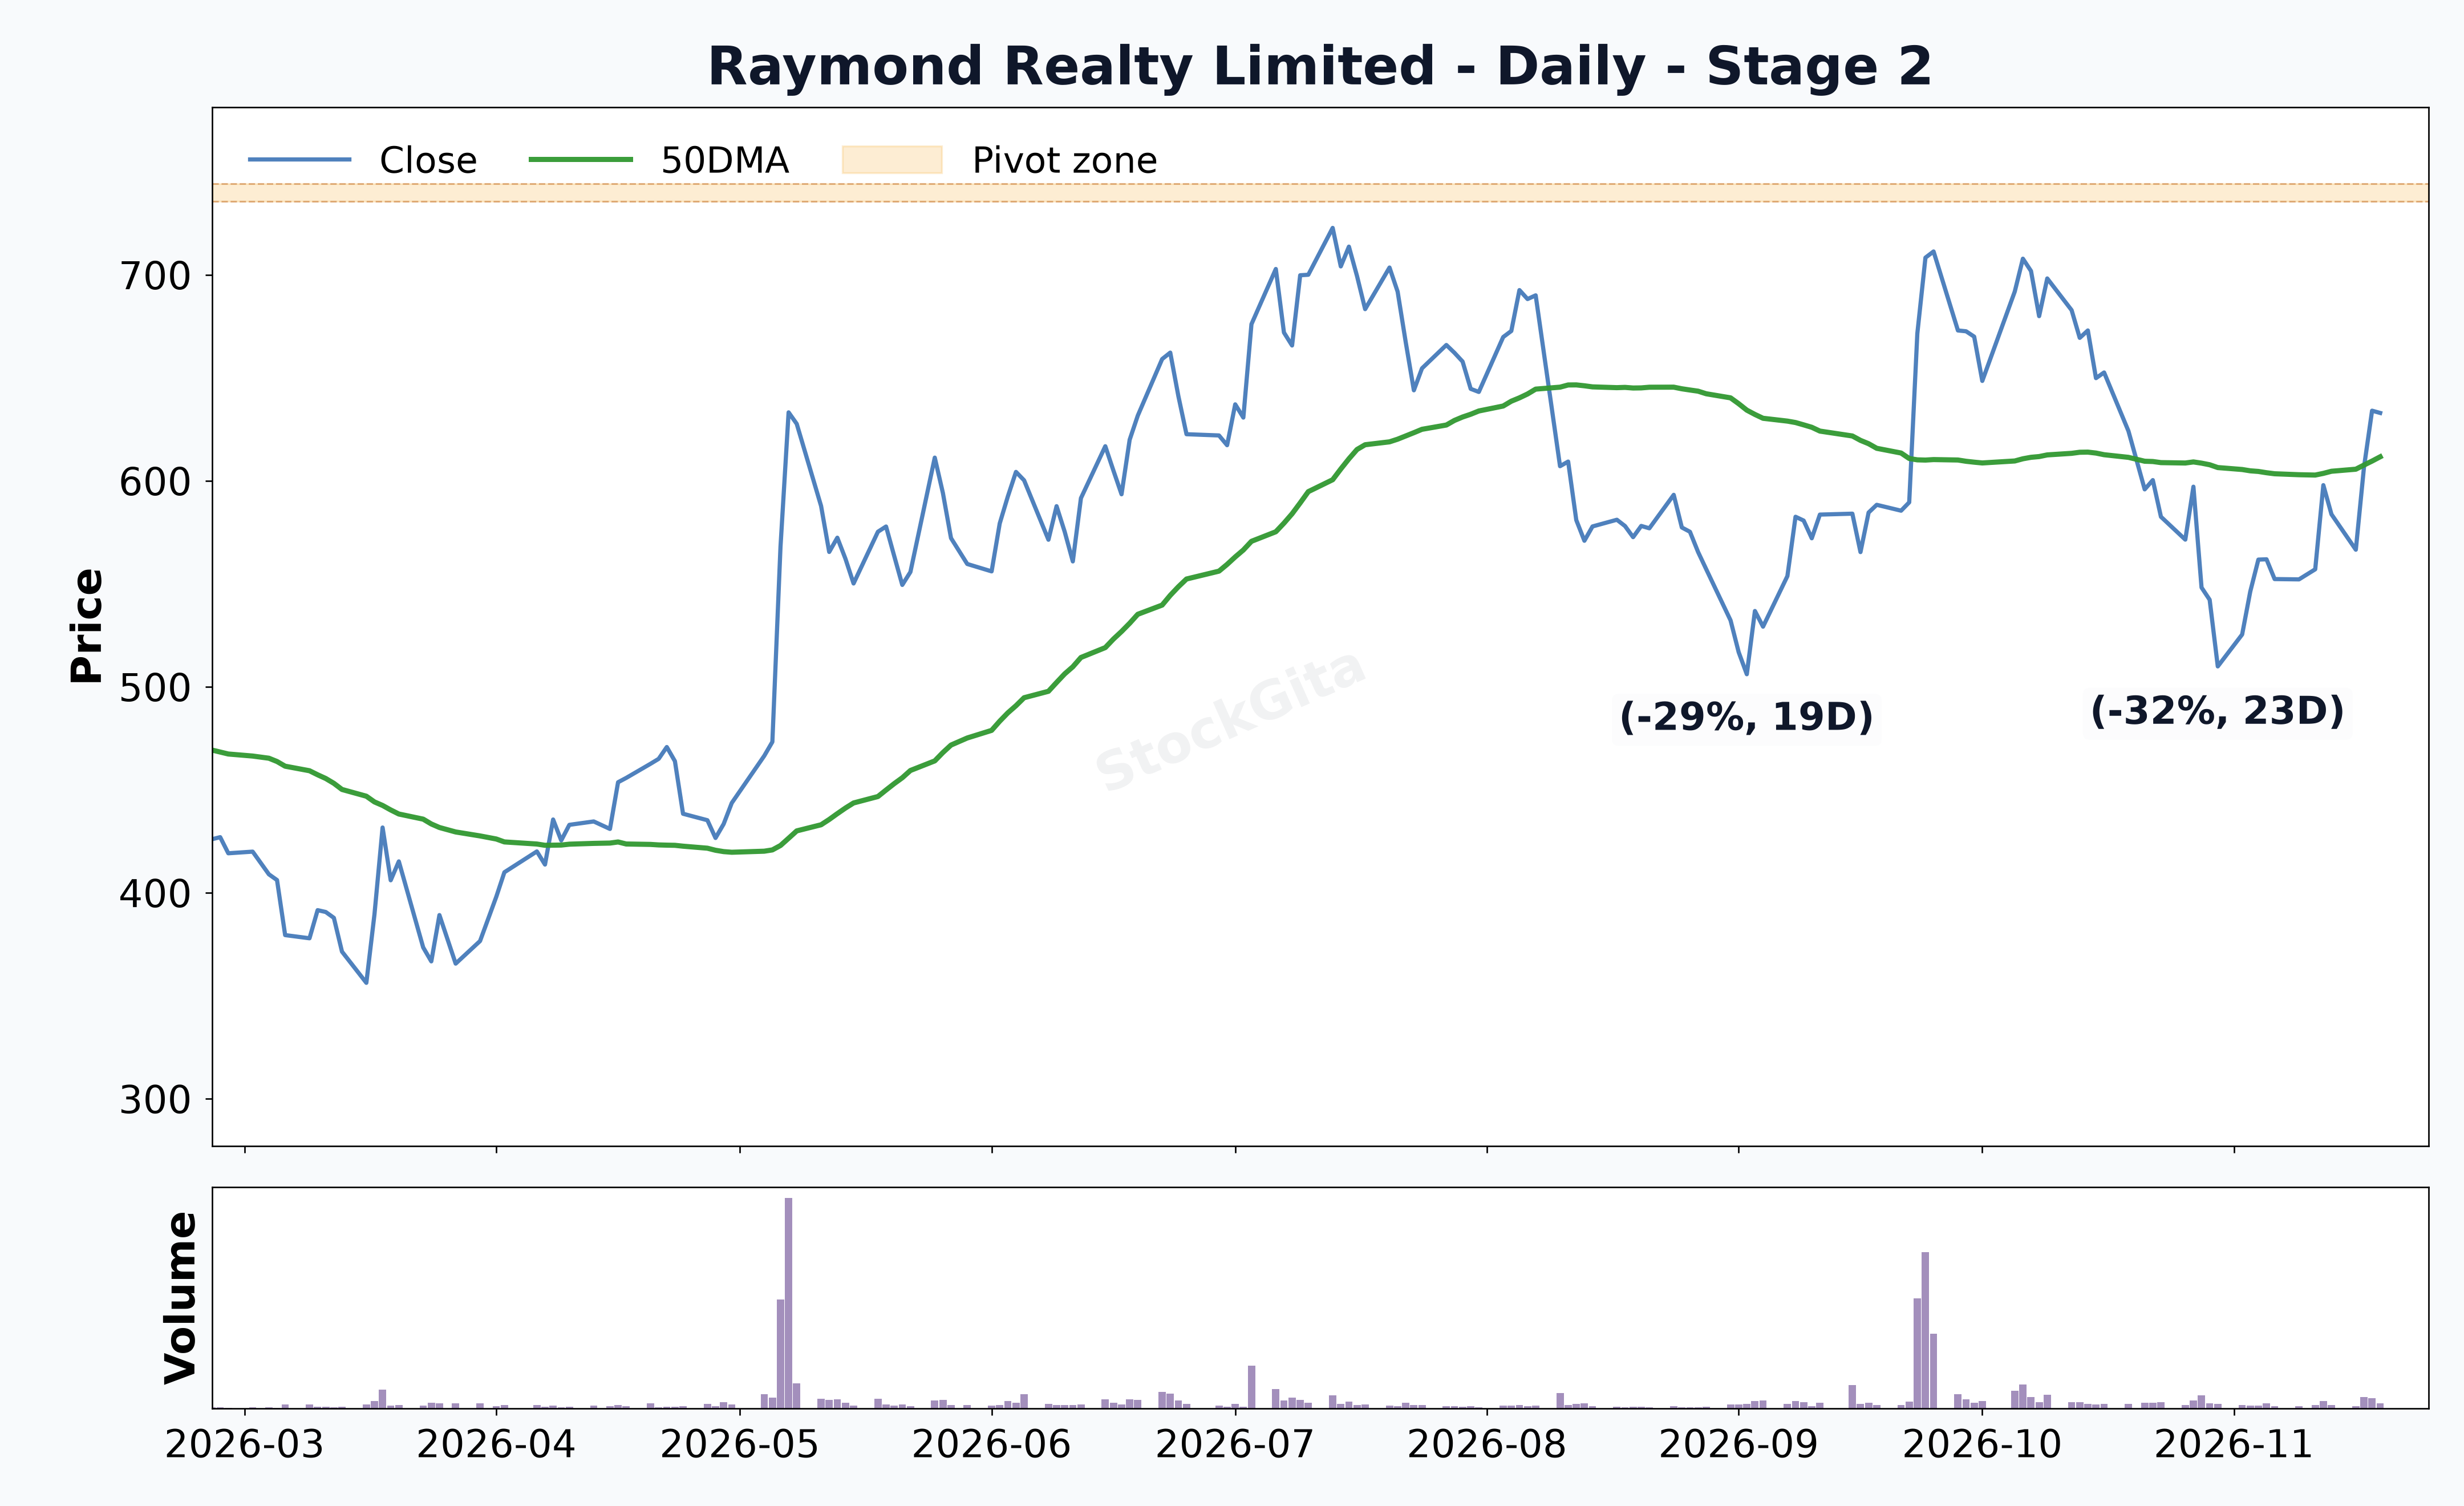 Raymond Realty Limited - Daily - Stage 2
Close 50DMA Pivot zone
700
600
500
400
300
Price
StockGita
(-29%, 19D) (-32%, 23D)
Volume
2026-03 2026-04 2026-05 2026-06 2026-07 2026-08 2026-09 2026-10 2026-11